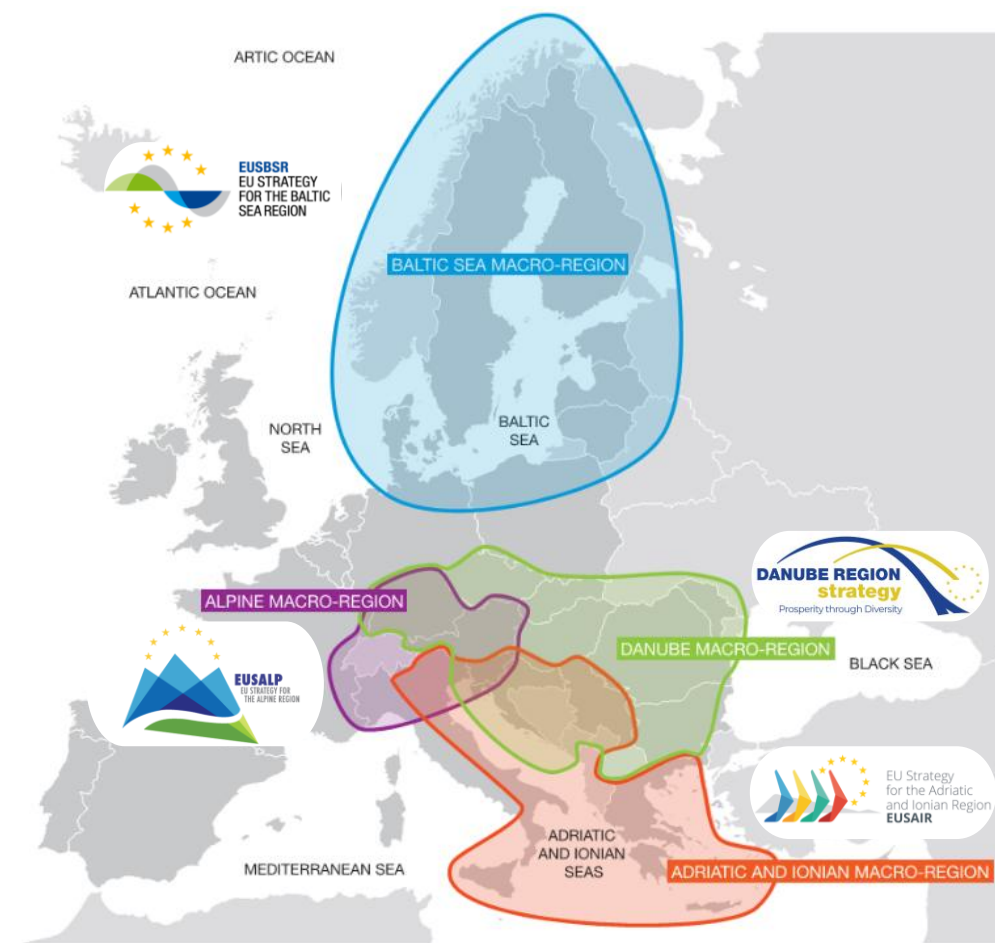 ARTIC OCEAN
EUSBSR
EU STRATEGY
FOR THE BALTIC
SEA REGION
BALTIC SEA MACRO-REGION
ATLANTIC OCEAN
NORTH
SEA
BALTIC
SEA
DANUBE REGION
strategy
Prosperity through Diversity
ALPINE MACRO-REGION
DANUBE MACRO-REGION
BLACK SEA
EUSALP
EU STRATEGY FOR
THE ALPINE REGION
EU Strategy
for the Adriatic
and Ionian Region
EUSAIR
ADRIATIC
AND IONIAN
SEAS
MEDITERRANEAN SEA
ADRIATIC AND IONIAN MACRO-REGION